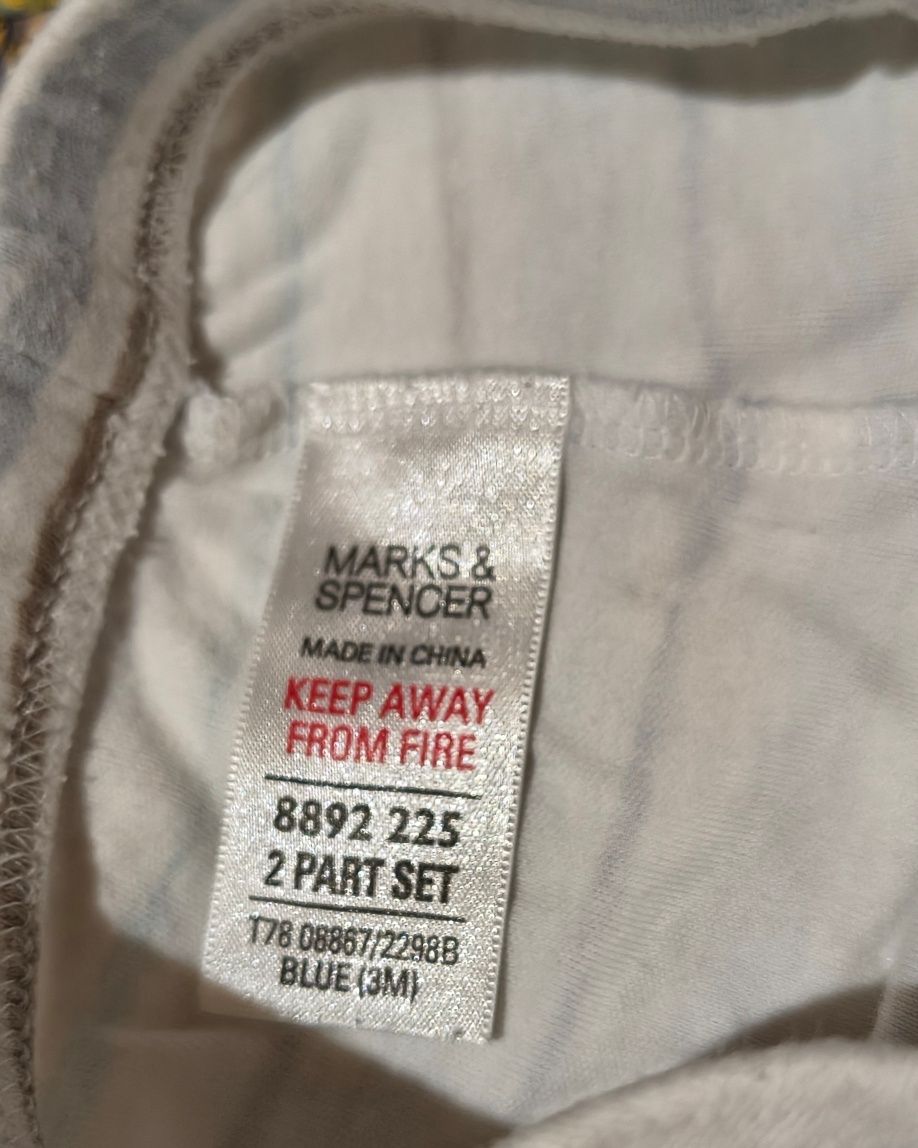 MARKS &
SPENCER
MADE IN CHINA
KEEP AWAY
FROM FIRE
8892 225
2 PART SET
T78 08867/2298B
BLUE (3M)